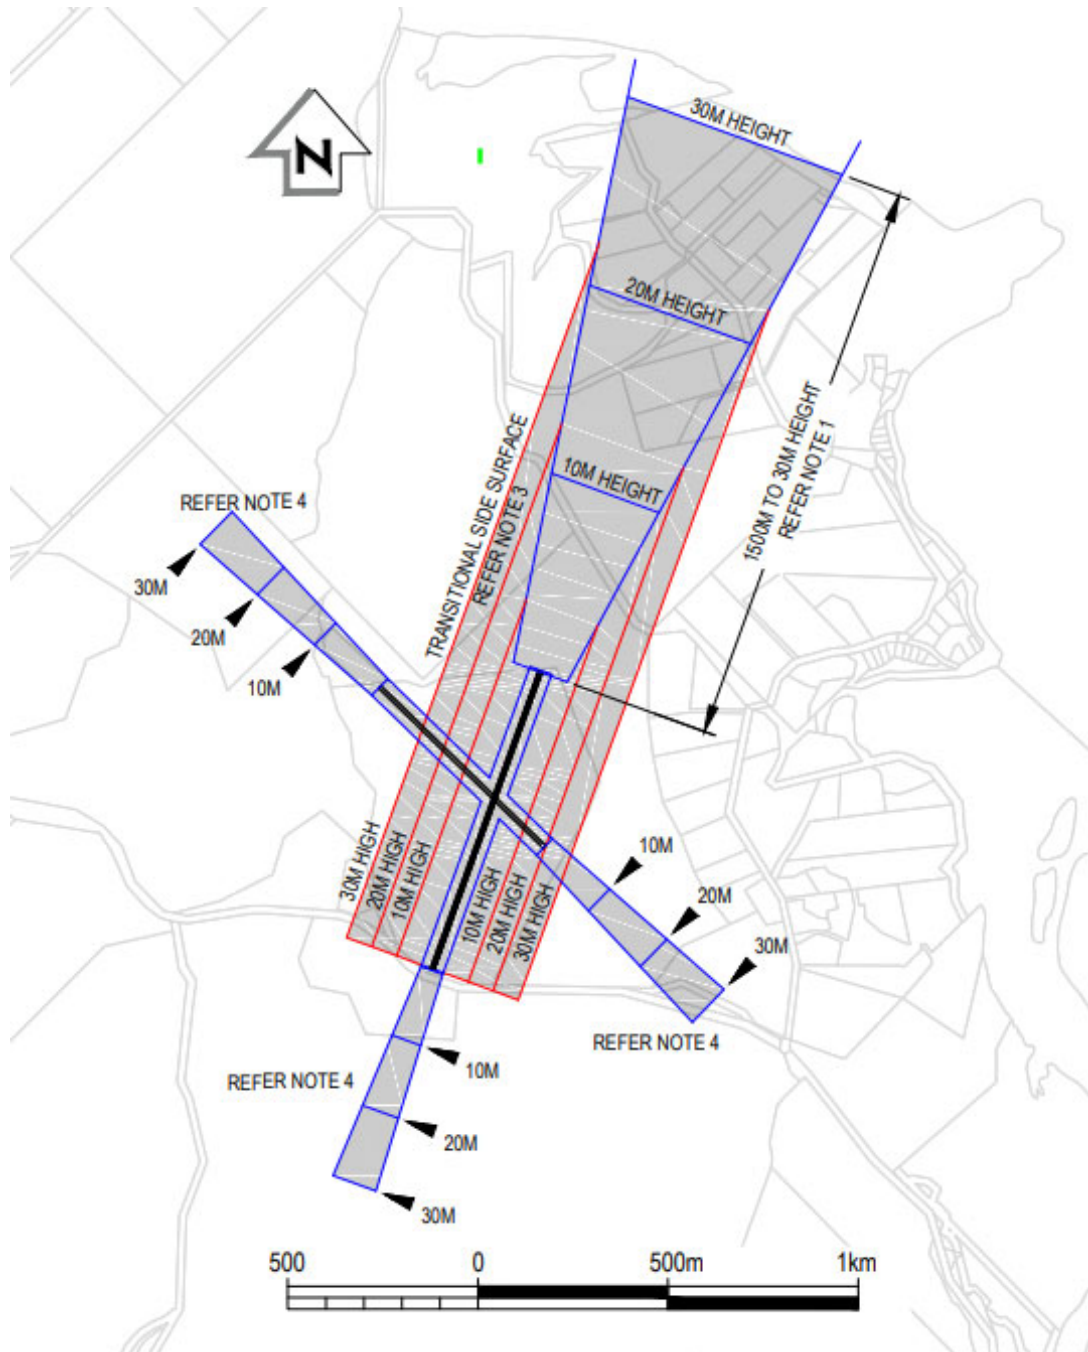 30M HEIGHT
N
20M HEIGHT
1500M TO 30M HEIGHT
REFER NOTE 1
10M HEIGHT
TRANSITIONAL SIDE SURFACE
REFER NOTE 3
REFER NOTE 4
30M
20M
10M
30M HIGH
20M HIGH
10M HIGH
10M HIGH
20M HIGH
30M HIGH
10M
20M
30M
REFER NOTE 4
REFER NOTE 4
10M
20M
30M
500 0 500m 1km